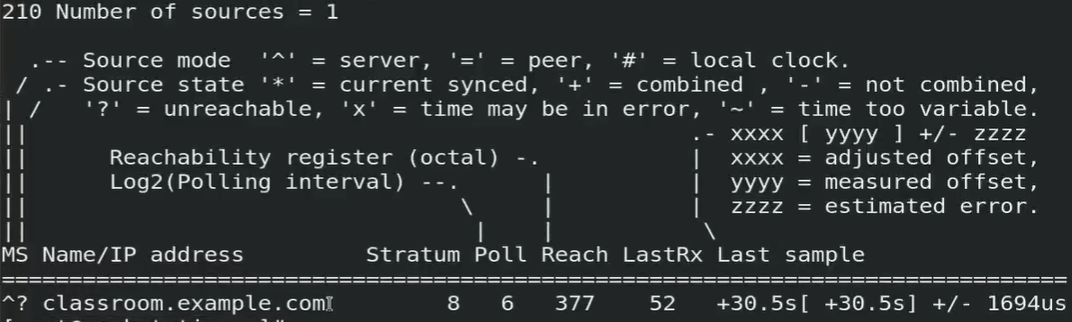 210 Number of sources = 1
  .-- Source mode  '^' = server, '=' = peer, '#' = local clock.
 / .- Source state '*' = current synced, '+' = combined , '-' = not combined,
| /   '?' = unreachable, 'x' = time may be in error, '~' = time too variable.
||                                                 .- xxxx [ yyyy ] +/- zzzz
||      Reachability register (octal) -.           |  xxxx = adjusted offset,
||      Log2(Polling interval) --.      |          |  yyyy = measured offset,
||                                \     |          |  zzzz = estimated error.
||                                 |    |           \
MS Name/IP address         Stratum Poll Reach LastRx Last sample
===============================================================================
^? classroom.example.com         8   6   377    52   +30.5s[ +30.5s] +/- 1694us